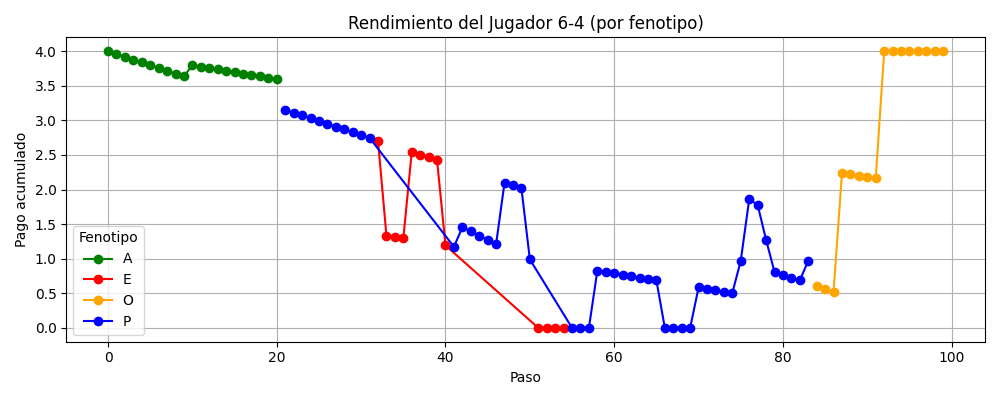 Rendimiento del Jugador 6-4 (por fenotipo)
Pago acumulado
4.0
3.5
3.0
2.5
2.0
1.5
1.0
0.5
0.0
Fenotipo
A
E
O
P
0 20 40 60 80 100
Paso